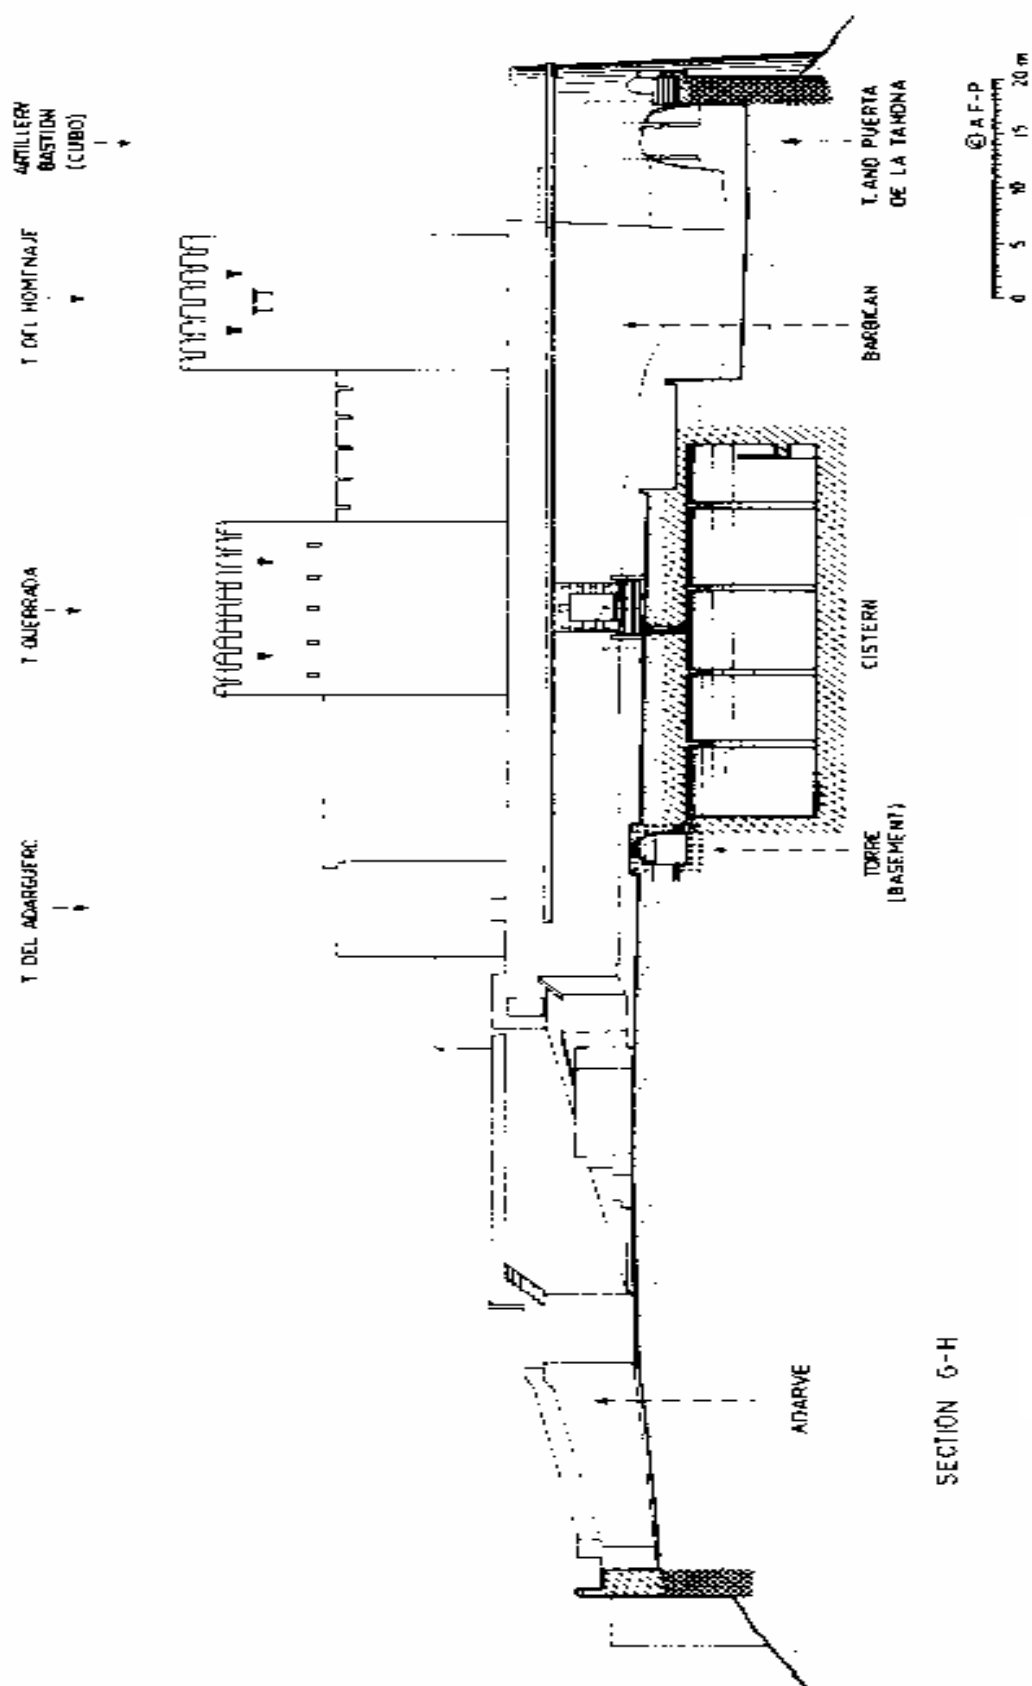 T DEL ADARGUERO
T QUEBRADA
T DEL HOMENAJE
ARTILLERY
BASTION
(CUBO)
ADARVE
TORRE
(BASEMENT)
CISTERN
BARBICAN
T. AND PUERTA
DE LA TAHONA
SECTION G-H
© A F-P
0 5 10 15 20 m